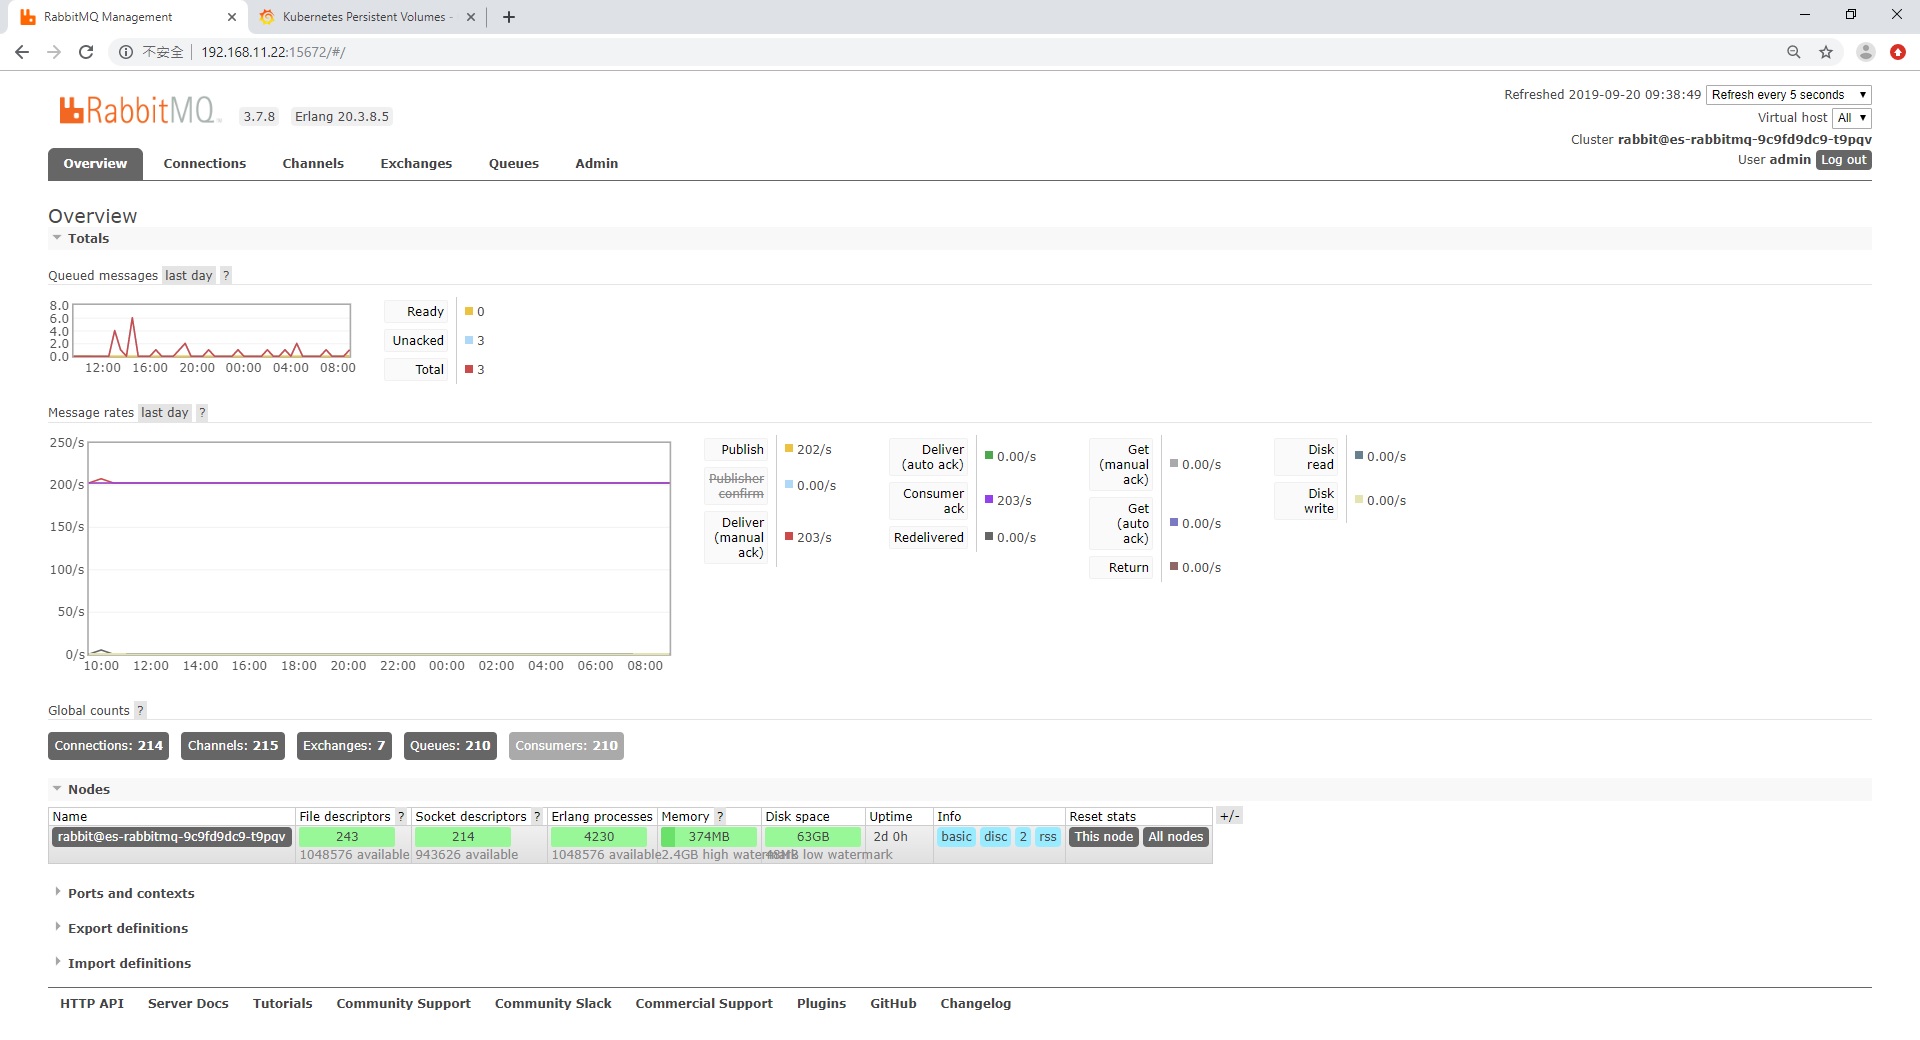 RabbitMQ Management
Kubernetes Persistent Volumes -
不安全 192.168.11.22:15672/#/
RabbitMQ 3.7.8 Erlang 20.3.8.5
Refreshed 2019-09-20 09:38:49 Refresh every 5 seconds
Virtual host All
Cluster rabbit@es-rabbitmq-9c9fd9dc9-t9pqv
User admin Log out
Overview Connections Channels Exchanges Queues Admin
Overview
Totals
Queued messages last day ?
8.0
6.0
4.0
2.0
0.0
12:00 16:00 20:00 00:00 04:00 08:00
Ready 0
Unacked 3
Total 3
Message rates last day ?
250/s
200/s
150/s
100/s
50/s
0/s
10:00 12:00 14:00 16:00 18:00 20:00 22:00 00:00 02:00 04:00 06:00 08:00
Publish 202/s
Publisher confirm 0.00/s
Deliver (manual ack) 203/s
Deliver (auto ack) 0.00/s
Consumer ack 203/s
Redelivered 0.00/s
Get (manual ack) 0.00/s
Get (auto ack) 0.00/s
Return 0.00/s
Disk read 0.00/s
Disk write 0.00/s
Global counts ?
Connections: 214 Channels: 215 Exchanges: 7 Queues: 210 Consumers: 210
Nodes
Name File descriptors ? Socket descriptors ? Erlang processes Memory ? Disk space Uptime Info Reset stats +/-
rabbit@es-rabbitmq-9c9fd9dc9-t9pqv 243 214 4230 374MB 63GB 2d 0h basic disc 2 rss This node All nodes
1048576 available 943626 available 1048576 available 2.4GB high watermark 48MB low watermark
Ports and contexts
Export definitions
Import definitions
HTTP API Server Docs Tutorials Community Support Community Slack Commercial Support Plugins GitHub Changelog